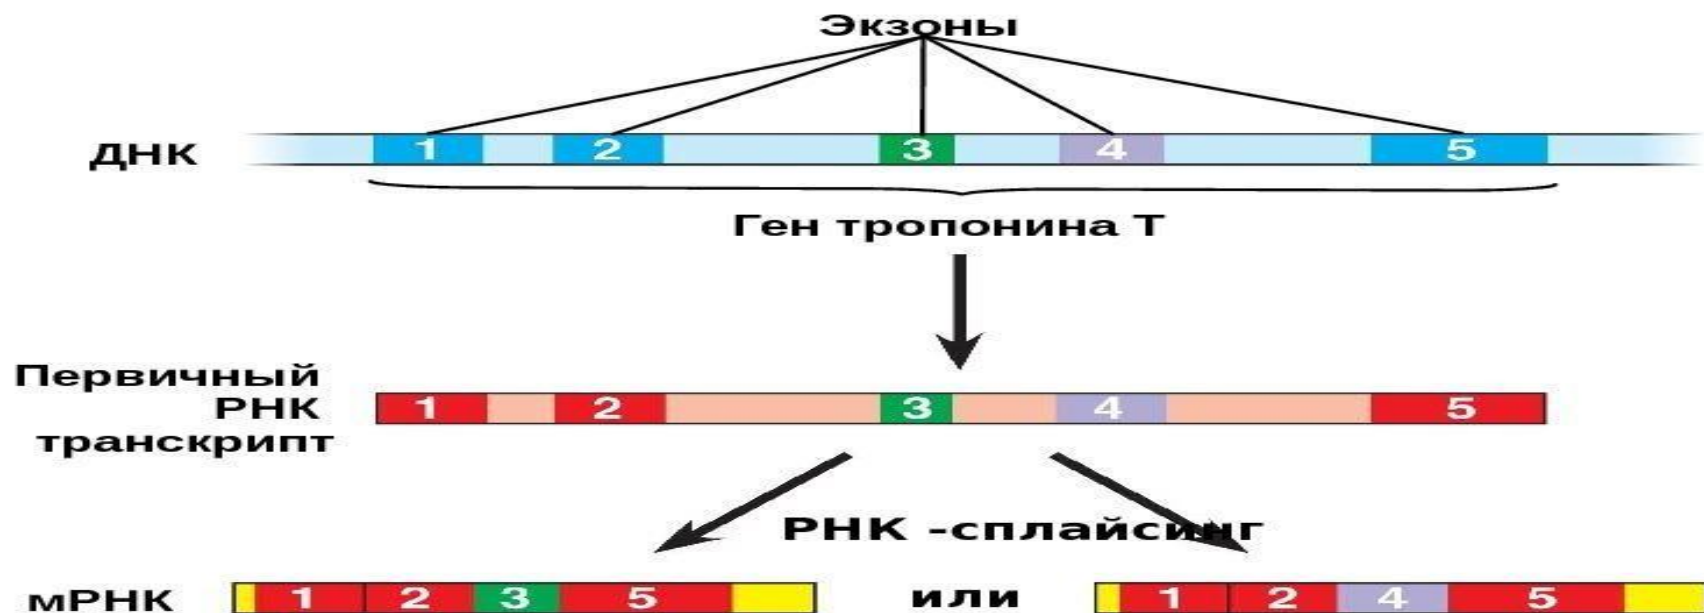 Экзоны
ДНК 1 2 3 4 5
Ген тропонина Т
Первичный
РНК 1 2 3 4 5
транскрипт
РНК -сплайсинг
мРНК 1 2 3 5 или 1 2 4 5